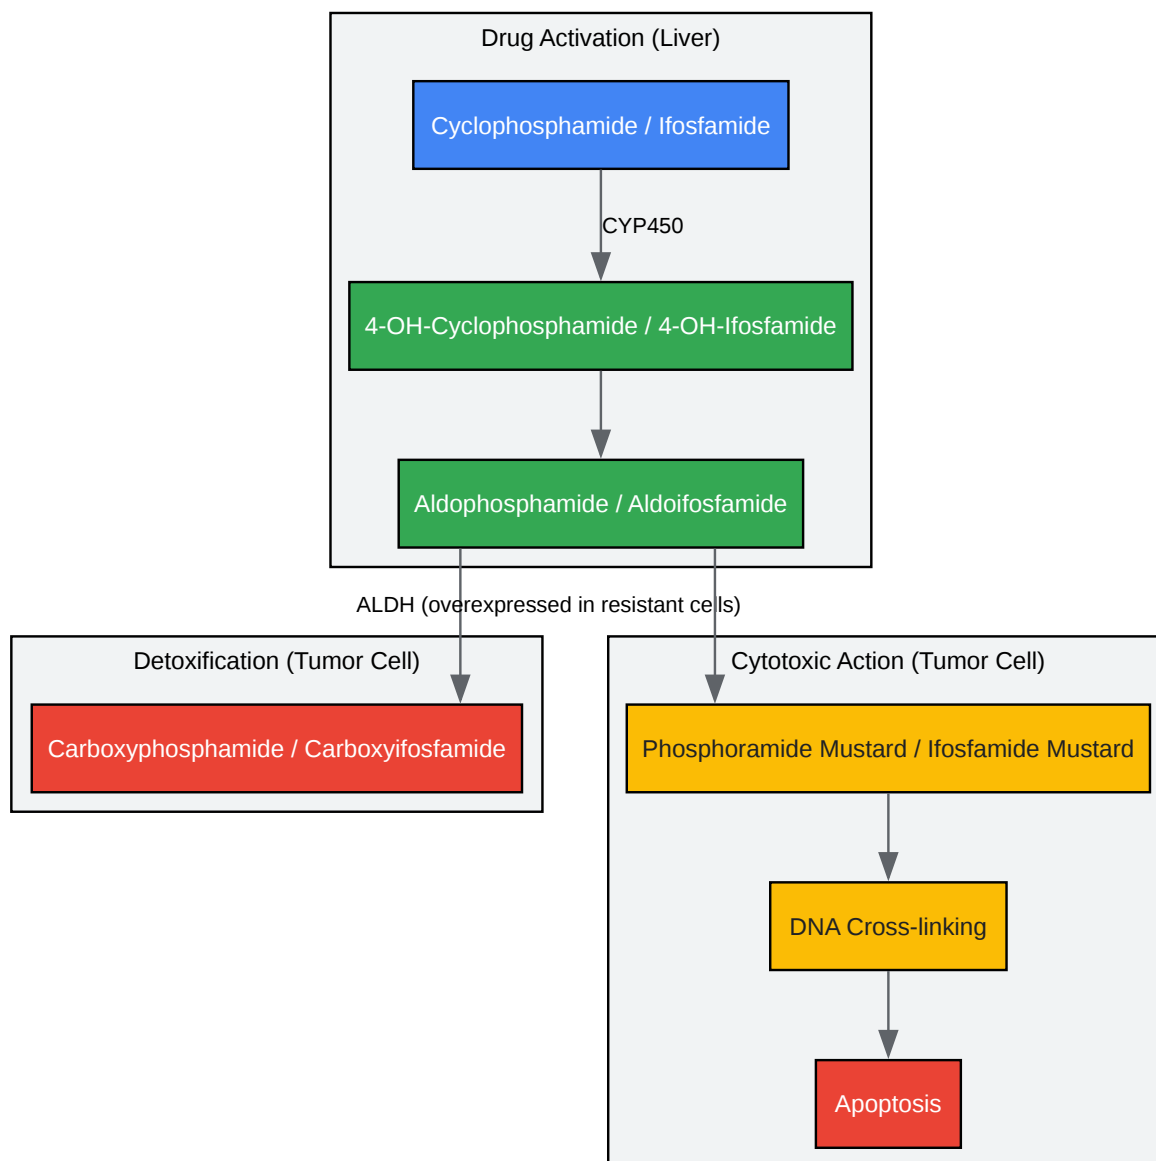 Drug Activation (Liver)
Cyclophosphamide / Ifosfamide
CYP450
4-OH-Cyclophosphamide / 4-OH-Ifosfamide
Aldophosphamide / Aldoifosfamide
ALDH (overexpressed in resistant cells)
Detoxification (Tumor Cell)
Carboxyphosphamide / Carboxyifosfamide
Cytotoxic Action (Tumor Cell)
Phosphoramide Mustard / Ifosfamide Mustard
DNA Cross-linking
Apoptosis